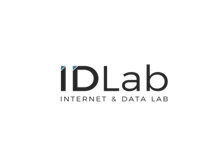 IDLab
INTERNET & DATA LAB